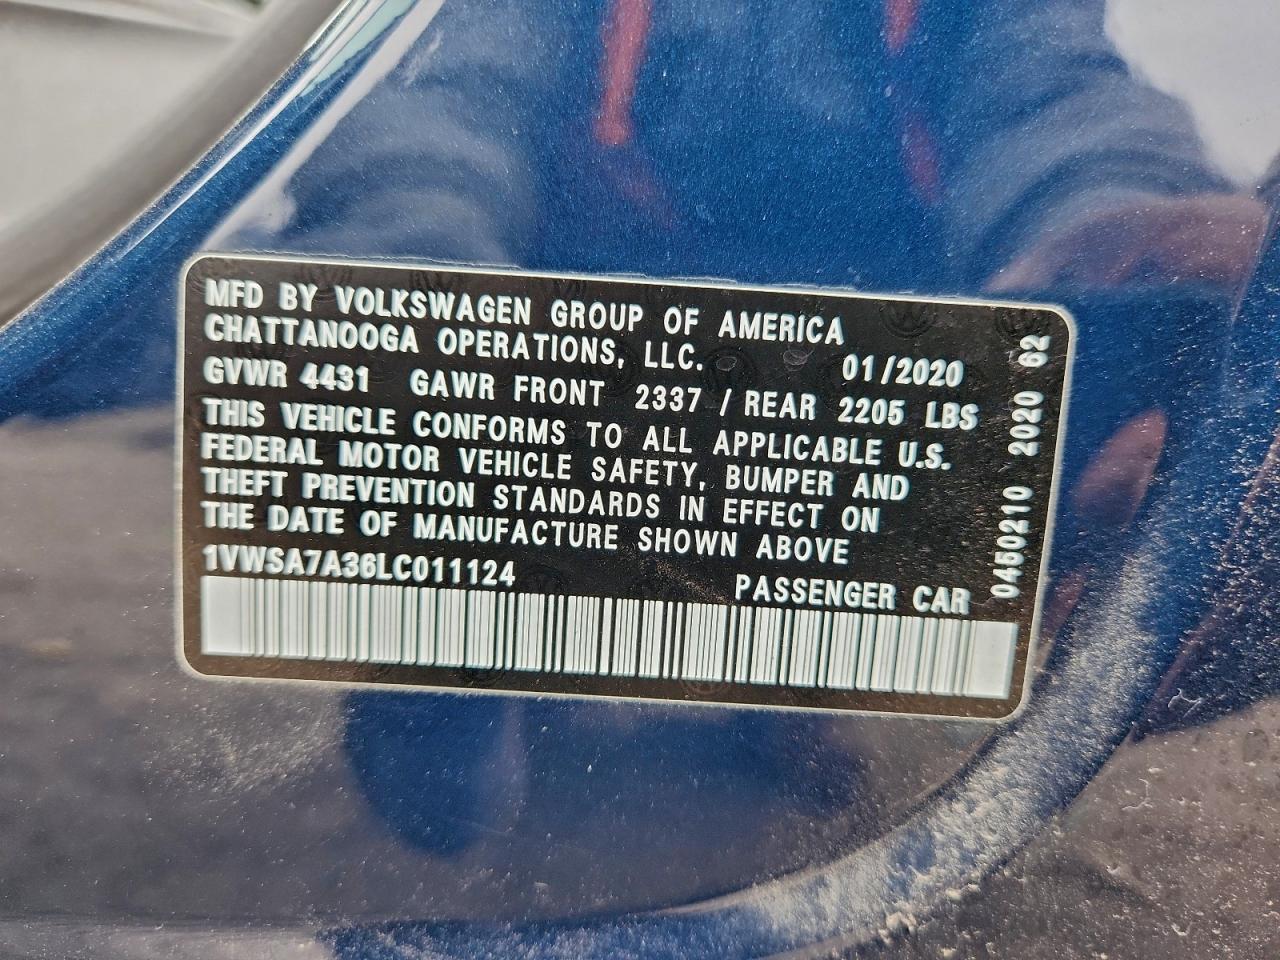 MFD BY VOLKSWAGEN GROUP OF AMERICA
CHATTANOOGA OPERATIONS, LLC. 01/2020
GVWR 4431 GAWR FRONT 2337 / REAR 2205 LBS
THIS VEHICLE CONFORMS TO ALL APPLICABLE U.S.
FEDERAL MOTOR VEHICLE SAFETY, BUMPER AND
THEFT PREVENTION STANDARDS IN EFFECT ON
THE DATE OF MANUFACTURE SHOWN ABOVE
1VWSA7A36LC011124 PASSENGER CAR
0450210 2020 62